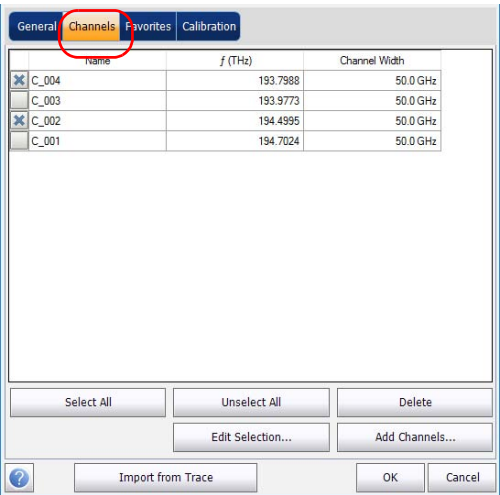 General Channels Favorites Calibration
Name f (THz) Channel Width
C_004 193.7988 50.0 GHz
C_003 193.9773 50.0 GHz
C_002 194.4995 50.0 GHz
C_001 194.7024 50.0 GHz
Select All Unselect All Delete
Edit Selection... Add Channels...
? Import from Trace OK Cancel